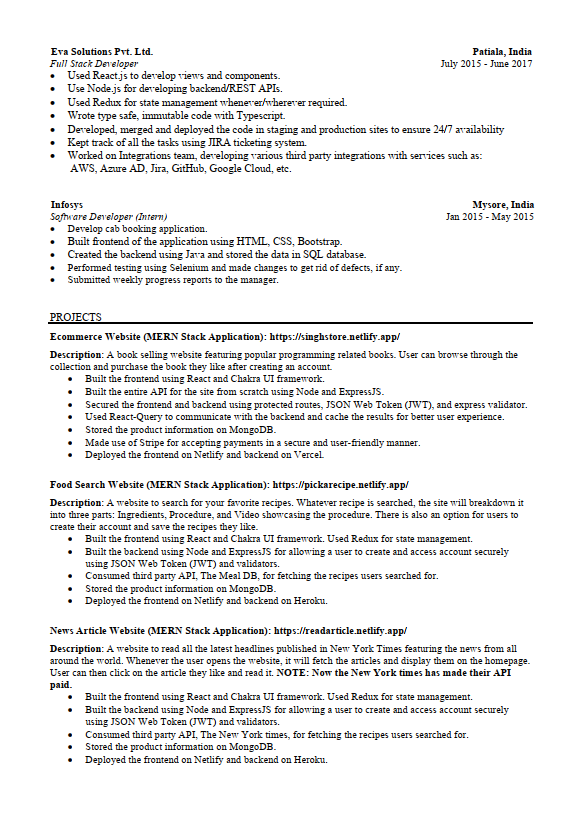 Eva Solutions Pvt. Ltd. Patiala, India
Full Stack Developer July 2015 - June 2017
• Used React.js to develop views and components.
• Use Node.js for developing backend/REST APIs.
• Used Redux for state management whenever/wherever required.
• Wrote type safe, immutable code with Typescript.
• Developed, merged and deployed the code in staging and production sites to ensure 24/7 availability
• Kept track of all the tasks using JIRA ticketing system.
• Worked on Integrations team, developing various third party integrations with services such as:
AWS, Azure AD, Jira, GitHub, Google Cloud, etc.
Infosys Mysore, India
Software Developer (Intern) Jan 2015 - May 2015
• Develop cab booking application.
• Built frontend of the application using HTML, CSS, Bootstrap.
• Created the backend using Java and stored the data in SQL database.
• Performed testing using Selenium and made changes to get rid of defects, if any.
• Submitted weekly progress reports to the manager.
PROJECTS
Ecommerce Website (MERN Stack Application): https://singhstore.netlify.app/
Description: A book selling website featuring popular programming related books. User can browse through the
collection and purchase the book they like after creating an account.
• Built the frontend using React and Chakra UI framework.
• Built the entire API for the site from scratch using Node and ExpressJS.
• Secured the frontend and backend using protected routes, JSON Web Token (JWT), and express validator.
• Used React-Query to communicate with the backend and cache the results for better user experience.
• Stored the product information on MongoDB.
• Made use of Stripe for accepting payments in a secure and user-friendly manner.
• Deployed the frontend on Netlify and backend on Vercel.
Food Search Website (MERN Stack Application): https://pickarecipe.netlify.app/
Description: A website to search for your favorite recipes. Whatever recipe is searched, the site will breakdown it
into three parts: Ingredients, Procedure, and Video showcasing the procedure. There is also an option for users to
create their account and save the recipes they like.
• Built the frontend using React and Chakra UI framework. Used Redux for state management.
• Built the backend using Node and ExpressJS for allowing a user to create and access account securely
using JSON Web Token (JWT) and validators.
• Consumed third party API, The Meal DB, for fetching the recipes users searched for.
• Stored the product information on MongoDB.
• Deployed the frontend on Netlify and backend on Heroku.
News Article Website (MERN Stack Application): https://readarticle.netlify.app/
Description: A website to read all the latest headlines published in New York Times featuring the news from all
around the world. Whenever the user opens the website, it will fetch the articles and display them on the homepage.
User can then click on the article they like and read it. NOTE: Now the New York times has made their API
paid.
• Built the frontend using React and Chakra UI framework. Used Redux for state management.
• Built the backend using Node and ExpressJS for allowing a user to create and access account securely
using JSON Web Token (JWT) and validators.
• Consumed third party API, The New York times, for fetching the recipes users searched for.
• Stored the product information on MongoDB.
• Deployed the frontend on Netlify and backend on Heroku.